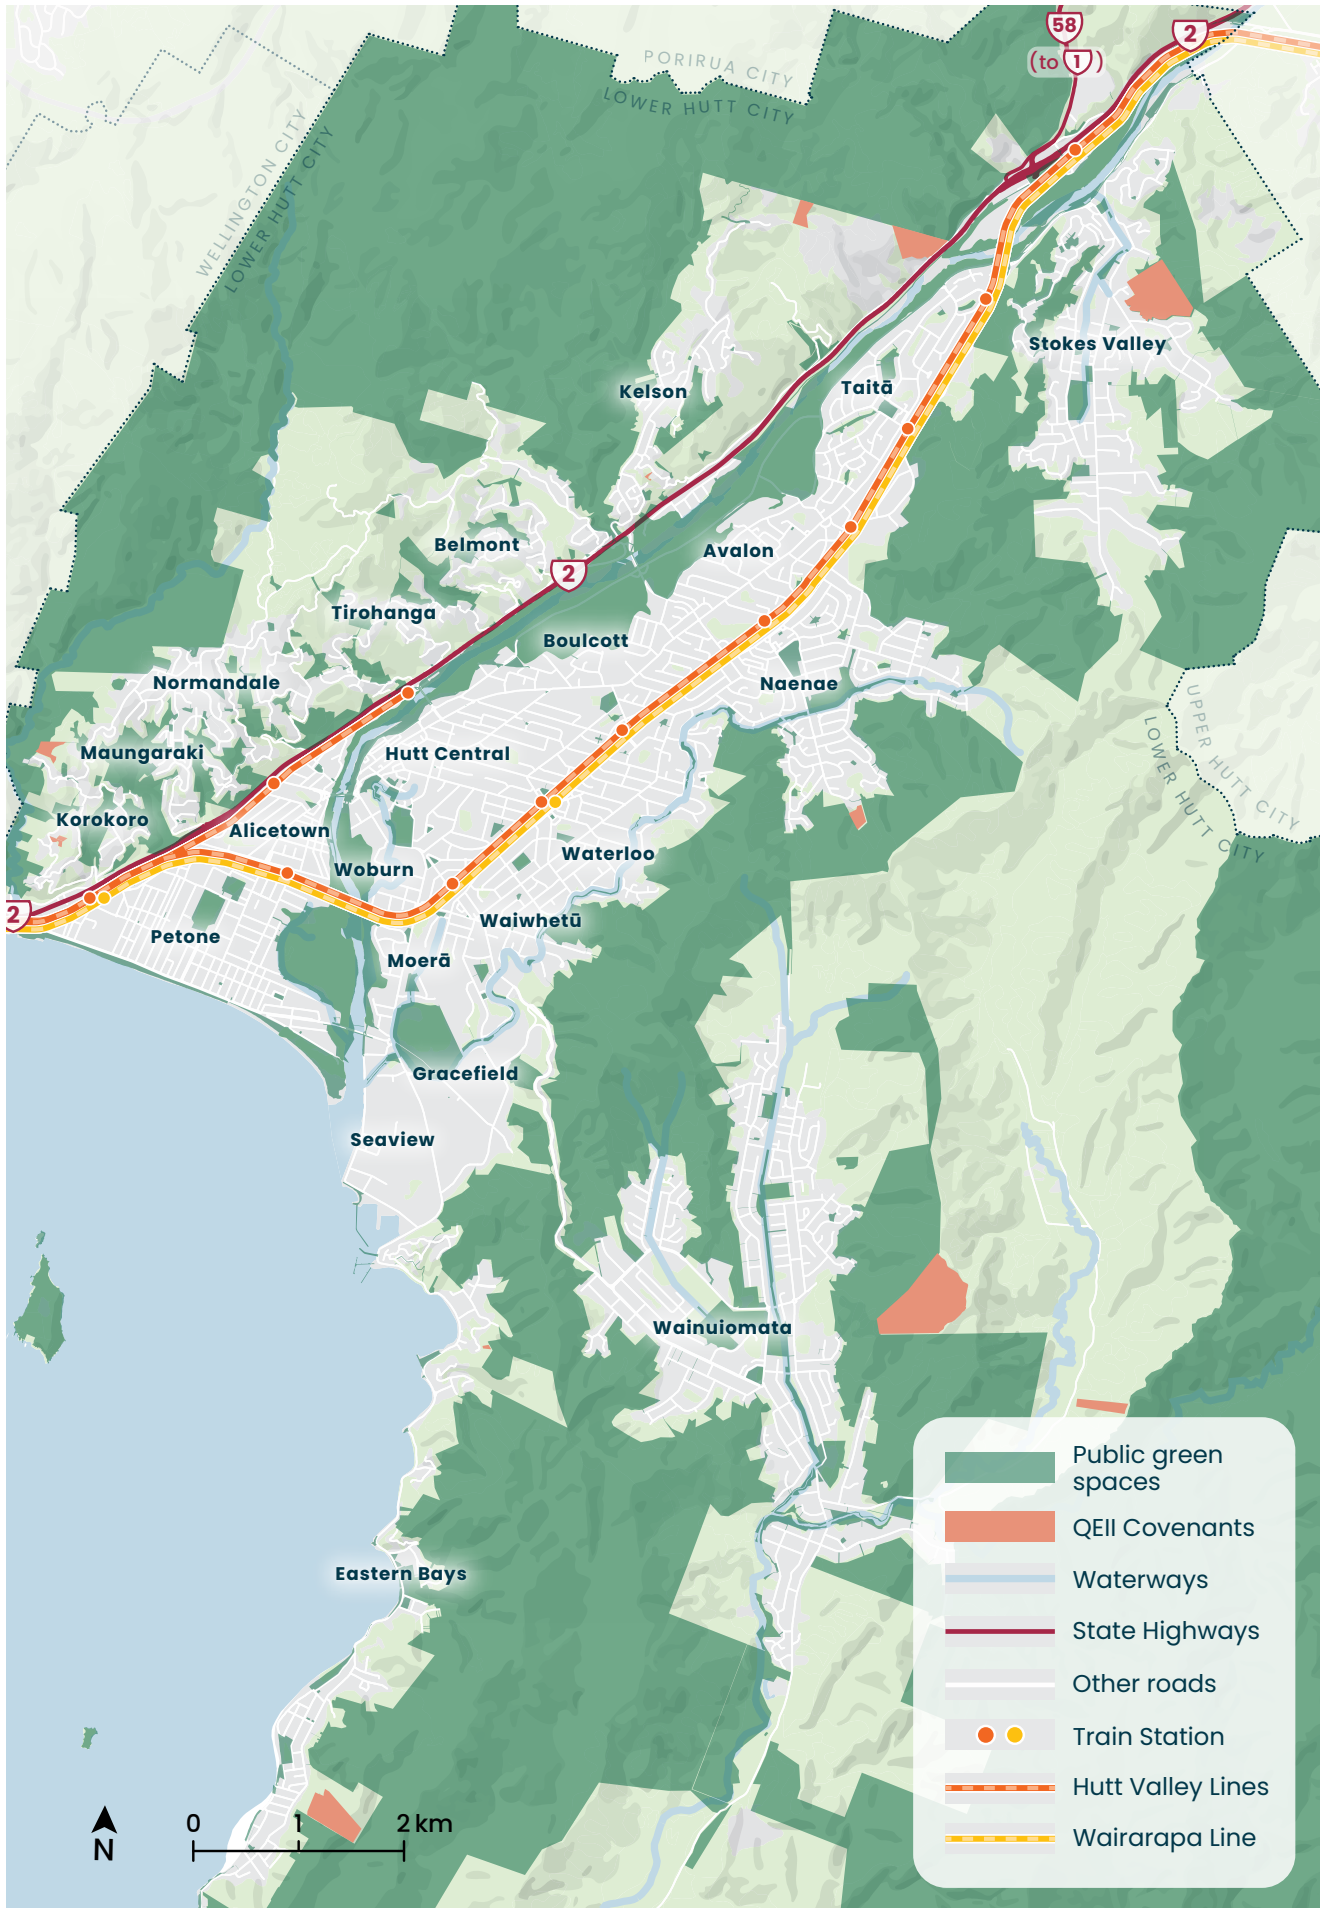 58
2
(to 1)
PORIRUA CITY
LOWER HUTT CITY
WELLINGTON CITY
LOWER HUTT CITY
Stokes Valley
Kelson
Taitā
Belmont
Avalon
2
Tirohanga
Boulcott
Normandale
Naenae
UPPER HUTT CITY
LOWER HUTT CITY
Maungaraki
Hutt Central
Korokoro
Alicetown
Woburn
Waterloo
2
Waiwhetū
Petone
Moerā
Gracefield
Seaview
Wainuiomata
Eastern Bays
Public green
spaces
QEII Covenants
Waterways
State Highways
Other roads
Train Station
Hutt Valley Lines
Wairarapa Line
N
0 1 2 km